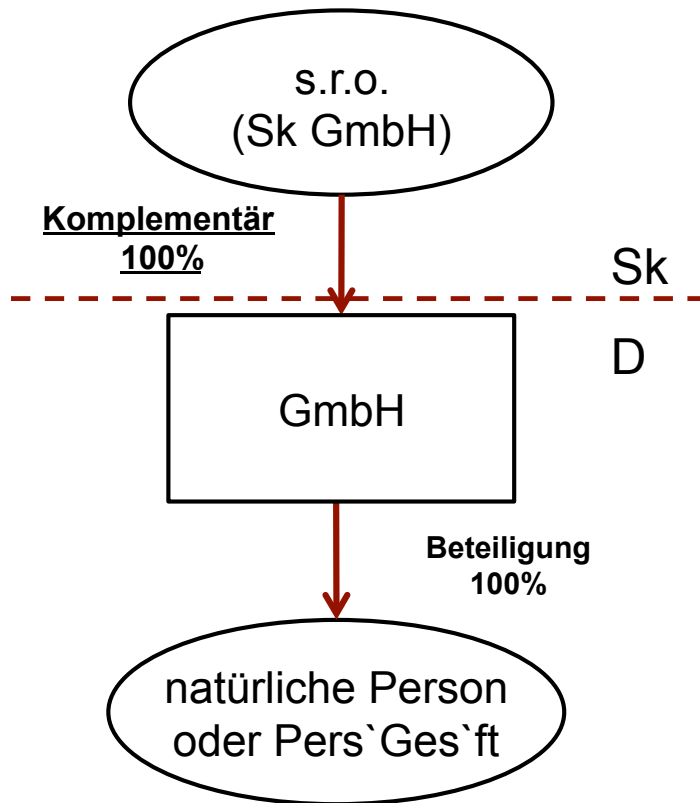 s.r.o.
(Sk GmbH)
Komplementär
100%
Sk
D
GmbH
Beteiligung
100%
natürliche Person
oder Pers`Ges`ft